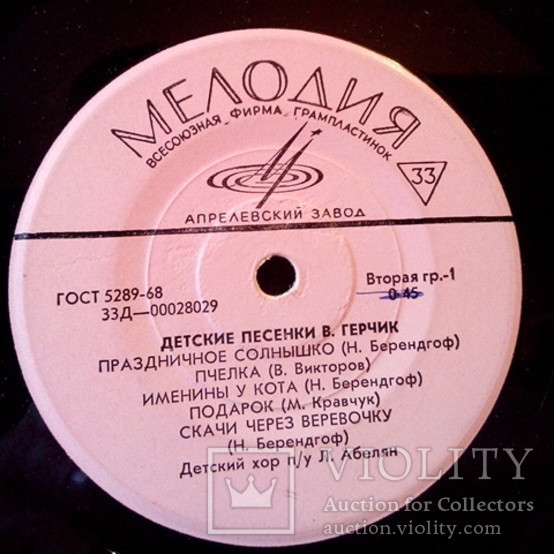 МЕЛОДИЯ
ВСЕСОЮЗНАЯ ФИРМА ГРАМПЛАСТИНОК
33
АПРЕЛЕВСКИЙ ЗАВОД
ГОСТ 5289-68
33Д—00028029
Вторая гр.-1
0-45
ДЕТСКИЕ ПЕСЕНКИ В. ГЕРЧИК
ПРАЗДНИЧНОЕ СОЛНЫШКО (Н. Берендгоф)
ПЧЕЛКА (В. Викторов)
ИМЕНИНЫ У КОТА (Н. Берендгоф)
ПОДАРОК (М. Кравчук)
СКАЧИ ЧЕРЕЗ ВЕРЕВОЧКУ
(Н. Берендгоф)
Детский хор п/у Л. Абелян
VIOLITY
Auction for Collectors
auction.violity.com